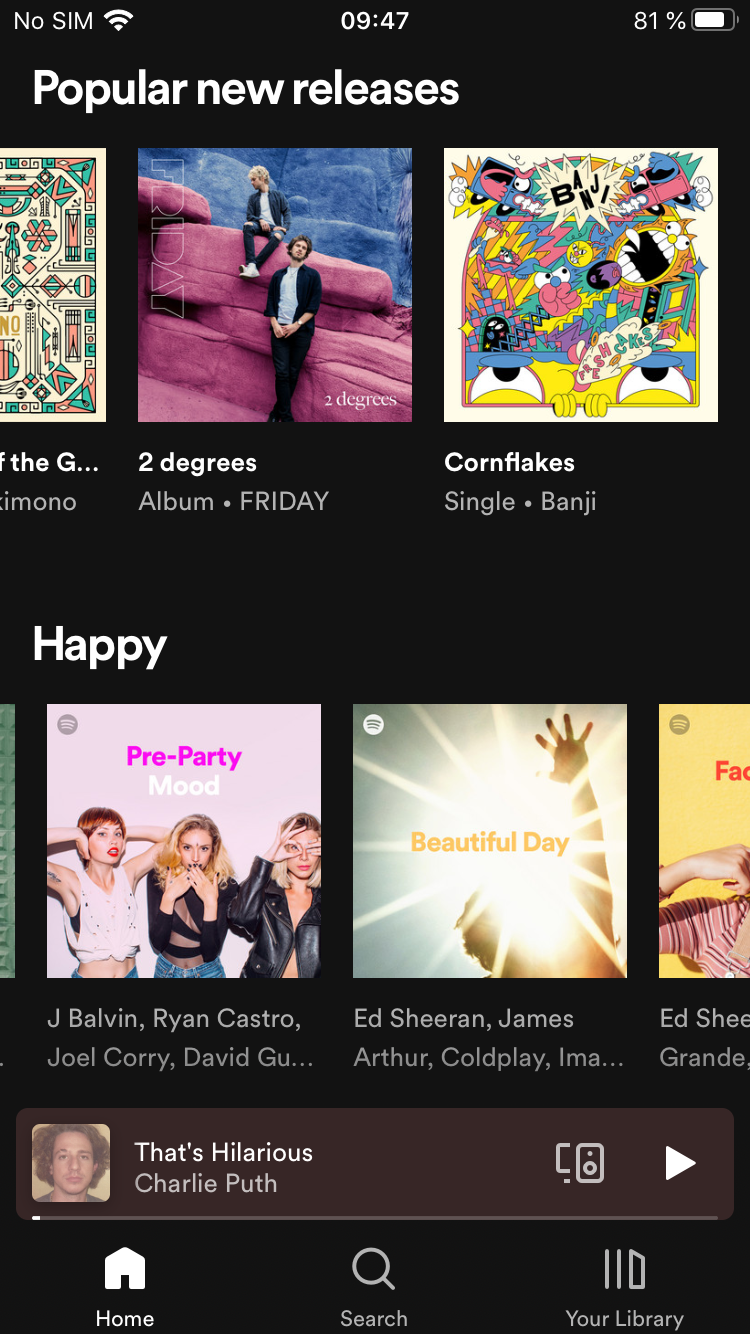 No SIM 09:47 81 %
Popular new releases
NO
FRIDAY
2 degrees
BANJI
FRESH CAKES
f the G... 2 degrees Cornflakes
kimono Album • FRIDAY Single • Banji
Happy
Pre-Party
Mood
Beautiful Day
Fac
J Balvin, Ryan Castro, Ed Sheeran, James Ed Shee
. Joel Corry, David Gu... Arthur, Coldplay, Ima... Grande,
That's Hilarious
Charlie Puth
Home Search Your Library